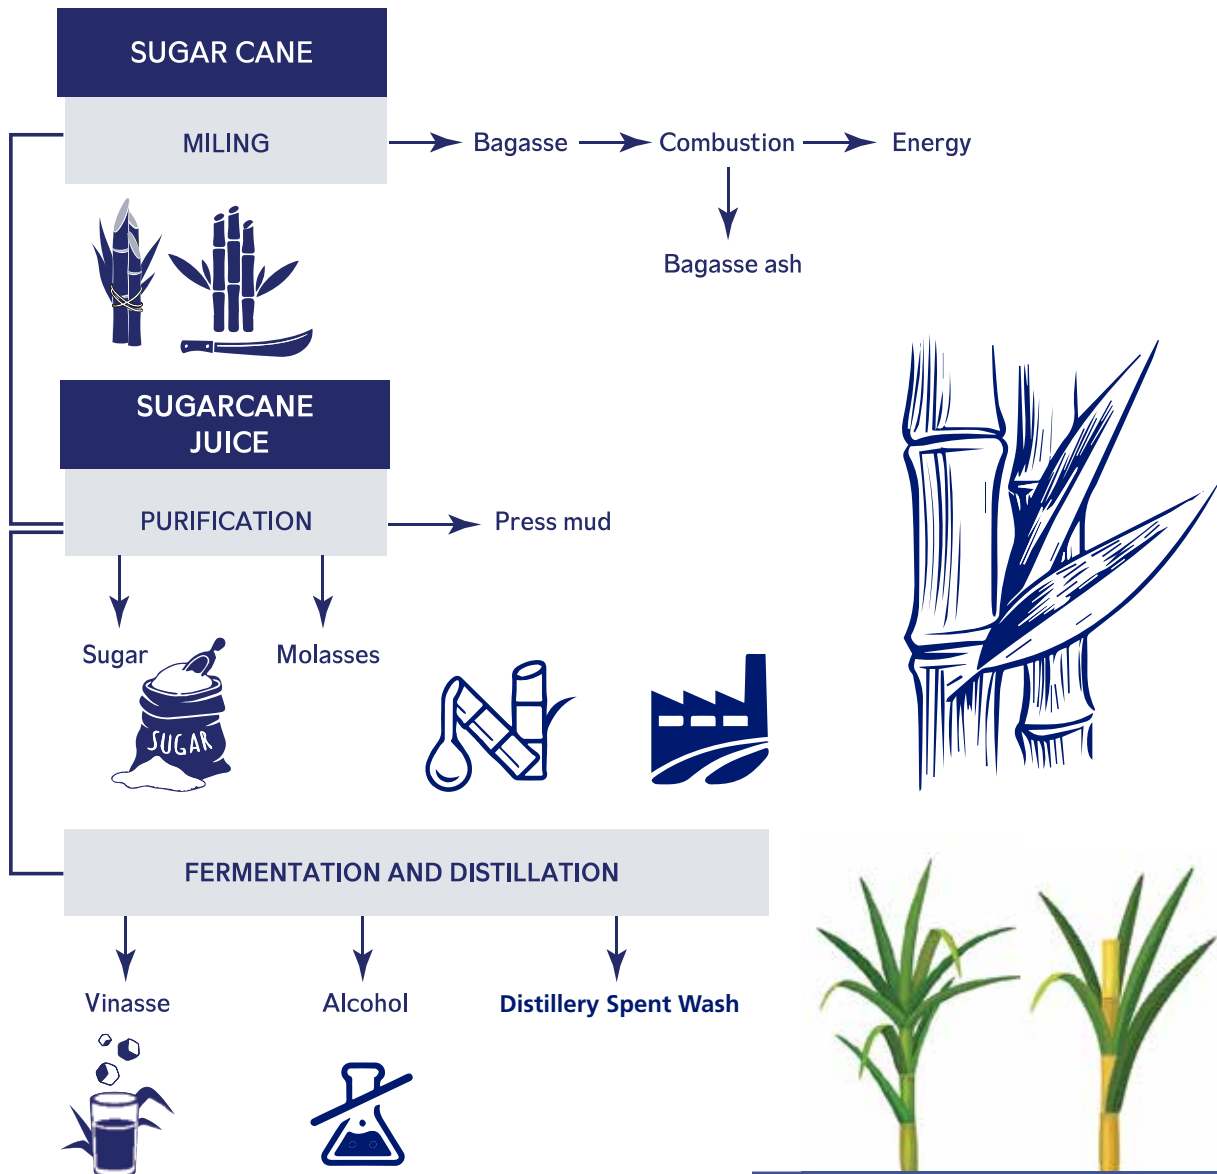 SUGAR CANE
MILING
Bagasse
Combustion
Energy
Bagasse ash
SUGARCANE
JUICE
PURIFICATION
Press mud
Sugar
Molasses
SUGAR
FERMENTATION AND DISTILLATION
Vinasse
Alcohol
Distillery Spent Wash